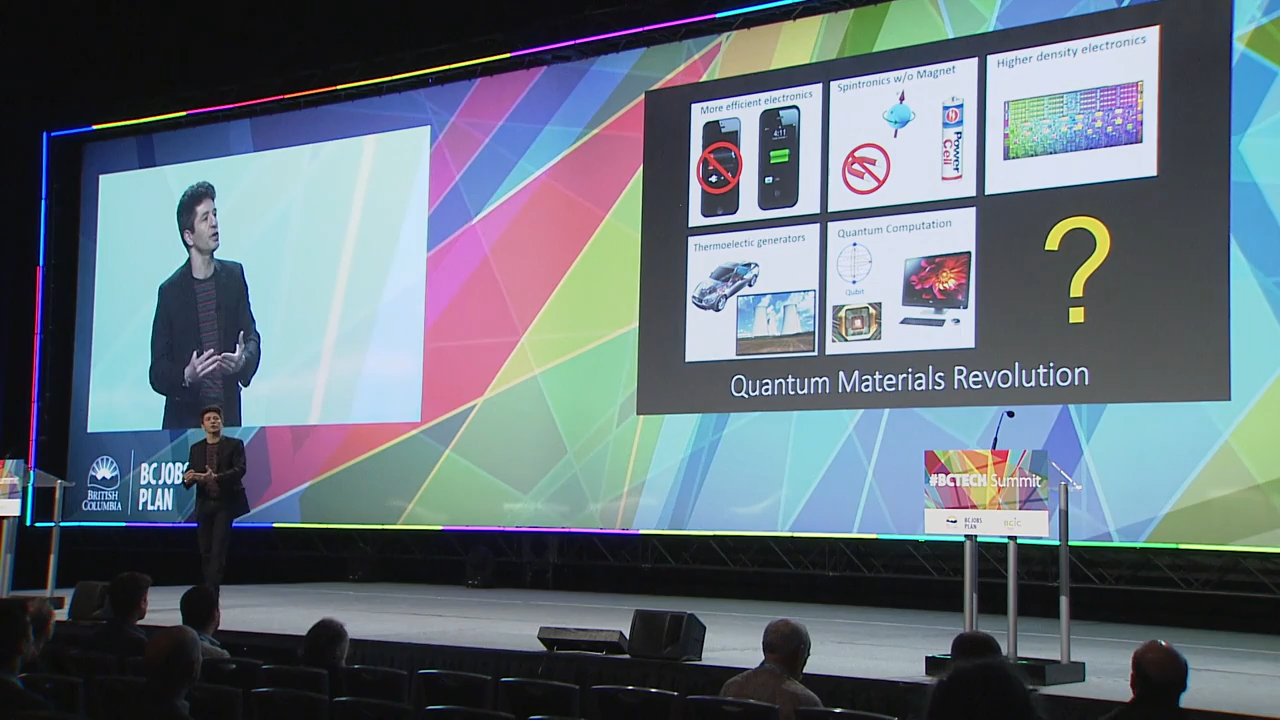 More efficient electronics
Spintronics w/o Magnet
Higher density electronics
4:11
Power
Cell
Thermoelectic generators
Quantum Computation
Qubit
?
Quantum Materials Revolution
BRITISH
COLUMBIA
BC JOBS
PLAN
#BCTECH Summit
BC JOBS
PLAN
BCIC